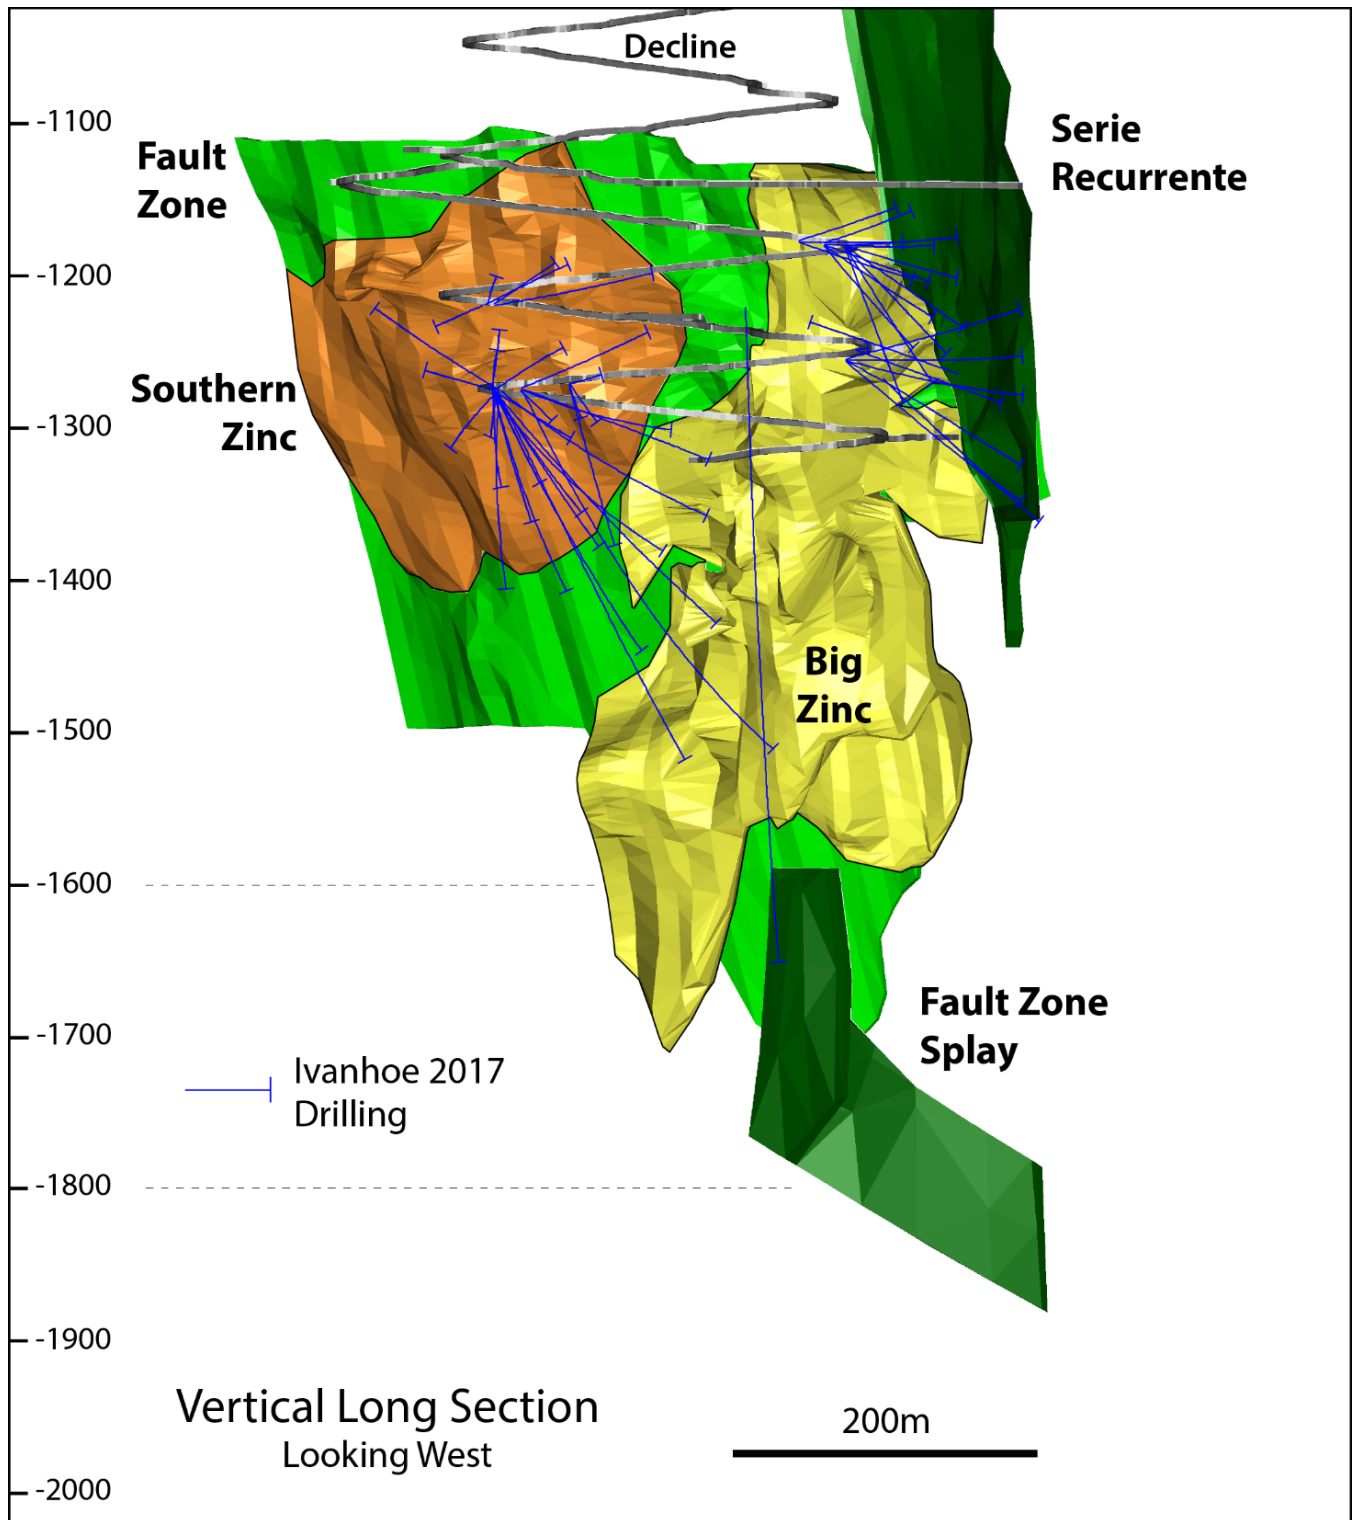 Decline
-1100
Serie
Recurrente
Fault
Zone
-1200
Southern
Zinc
-1300
-1400
Big
Zinc
-1500
-1600
Fault Zone
Splay
-1700
Ivanhoe 2017
Drilling
-1800
-1900
Vertical Long Section
Looking West
200m
-2000